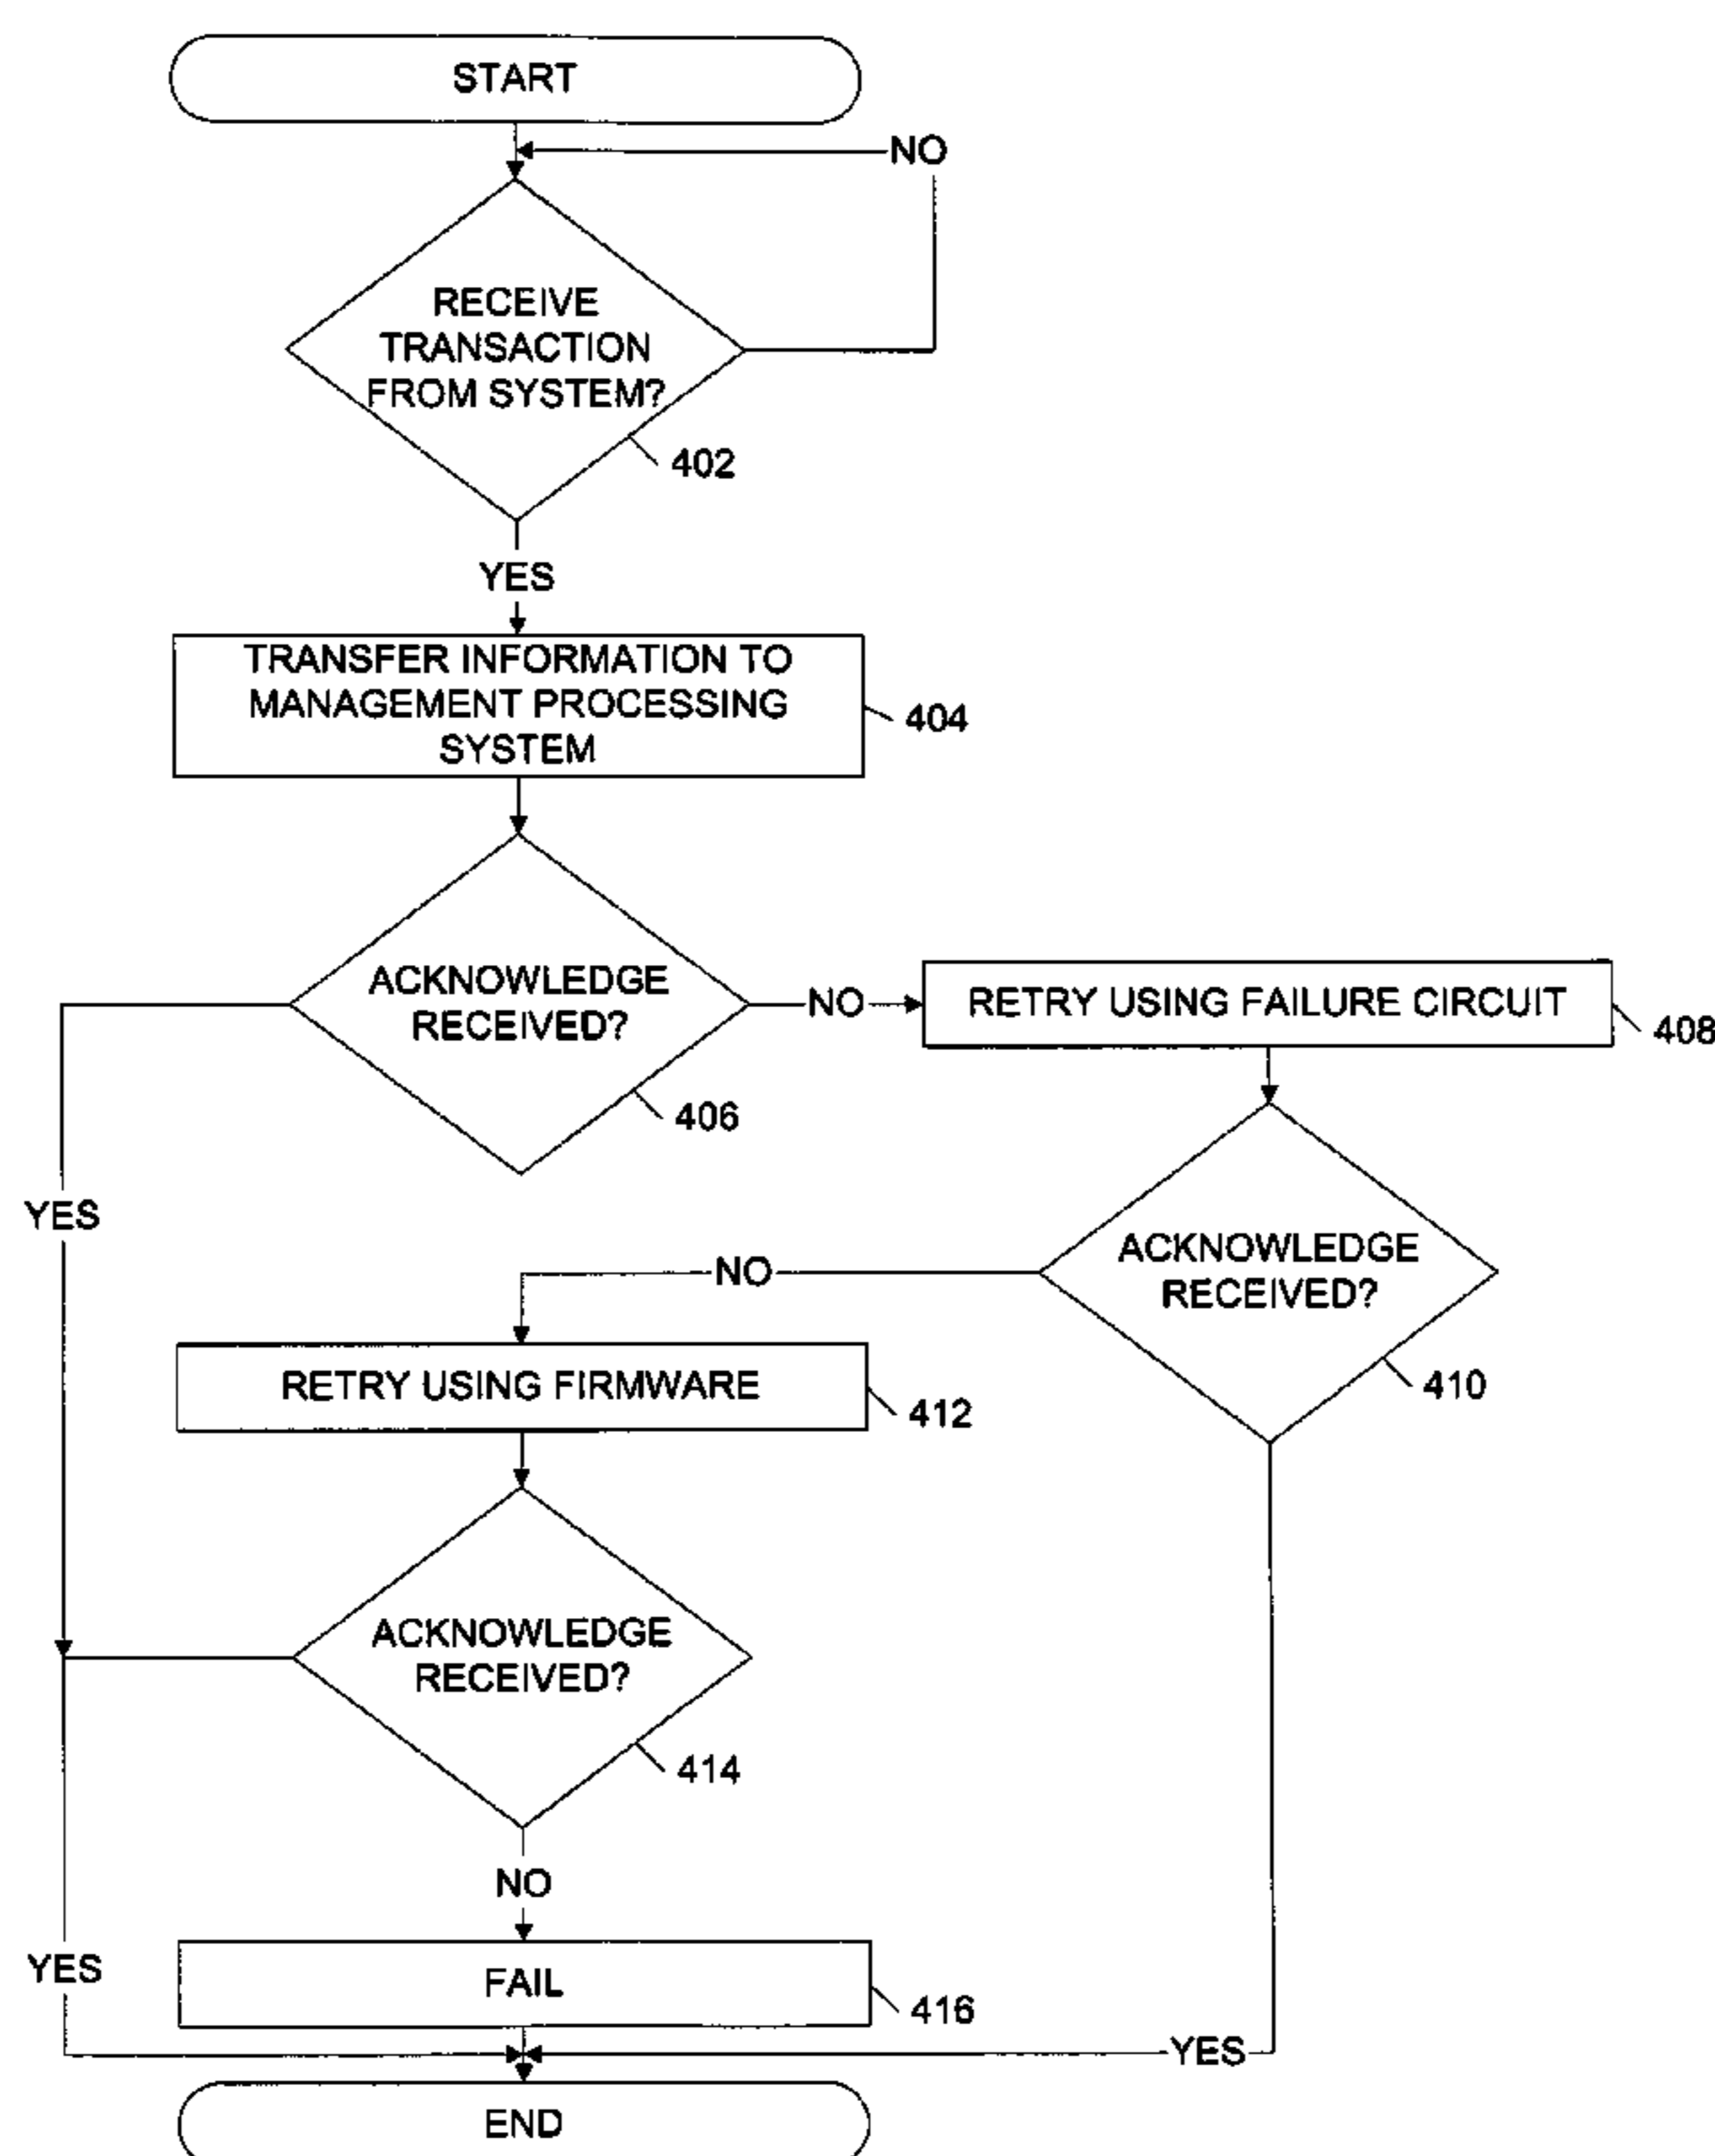 START
NO
RECEIVE
TRANSACTION
FROM SYSTEM?
402
YES
TRANSFER INFORMATION TO
MANAGEMENT PROCESSING
SYSTEM
404
ACKNOWLEDGE
RECEIVED?
406
NO
RETRY USING FAILURE CIRCUIT
408
YES
ACKNOWLEDGE
RECEIVED?
410
NO
RETRY USING FIRMWARE
412
ACKNOWLEDGE
RECEIVED?
414
NO
YES
FAIL
416
YES
END